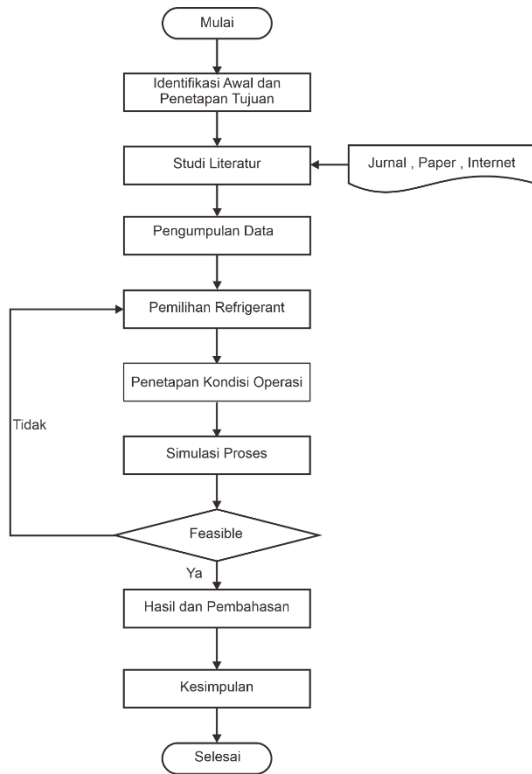 Mulai
Identifikasi Awal dan
Penetapan Tujuan
Studi Literatur
Jurnal , Paper , Internet
Pengumpulan Data
Pemilihan Refrigerant
Penetapan Kondisi Operasi
Tidak
Simulasi Proses
Feasible
Ya
Hasil dan Pembahasan
Kesimpulan
Selesai